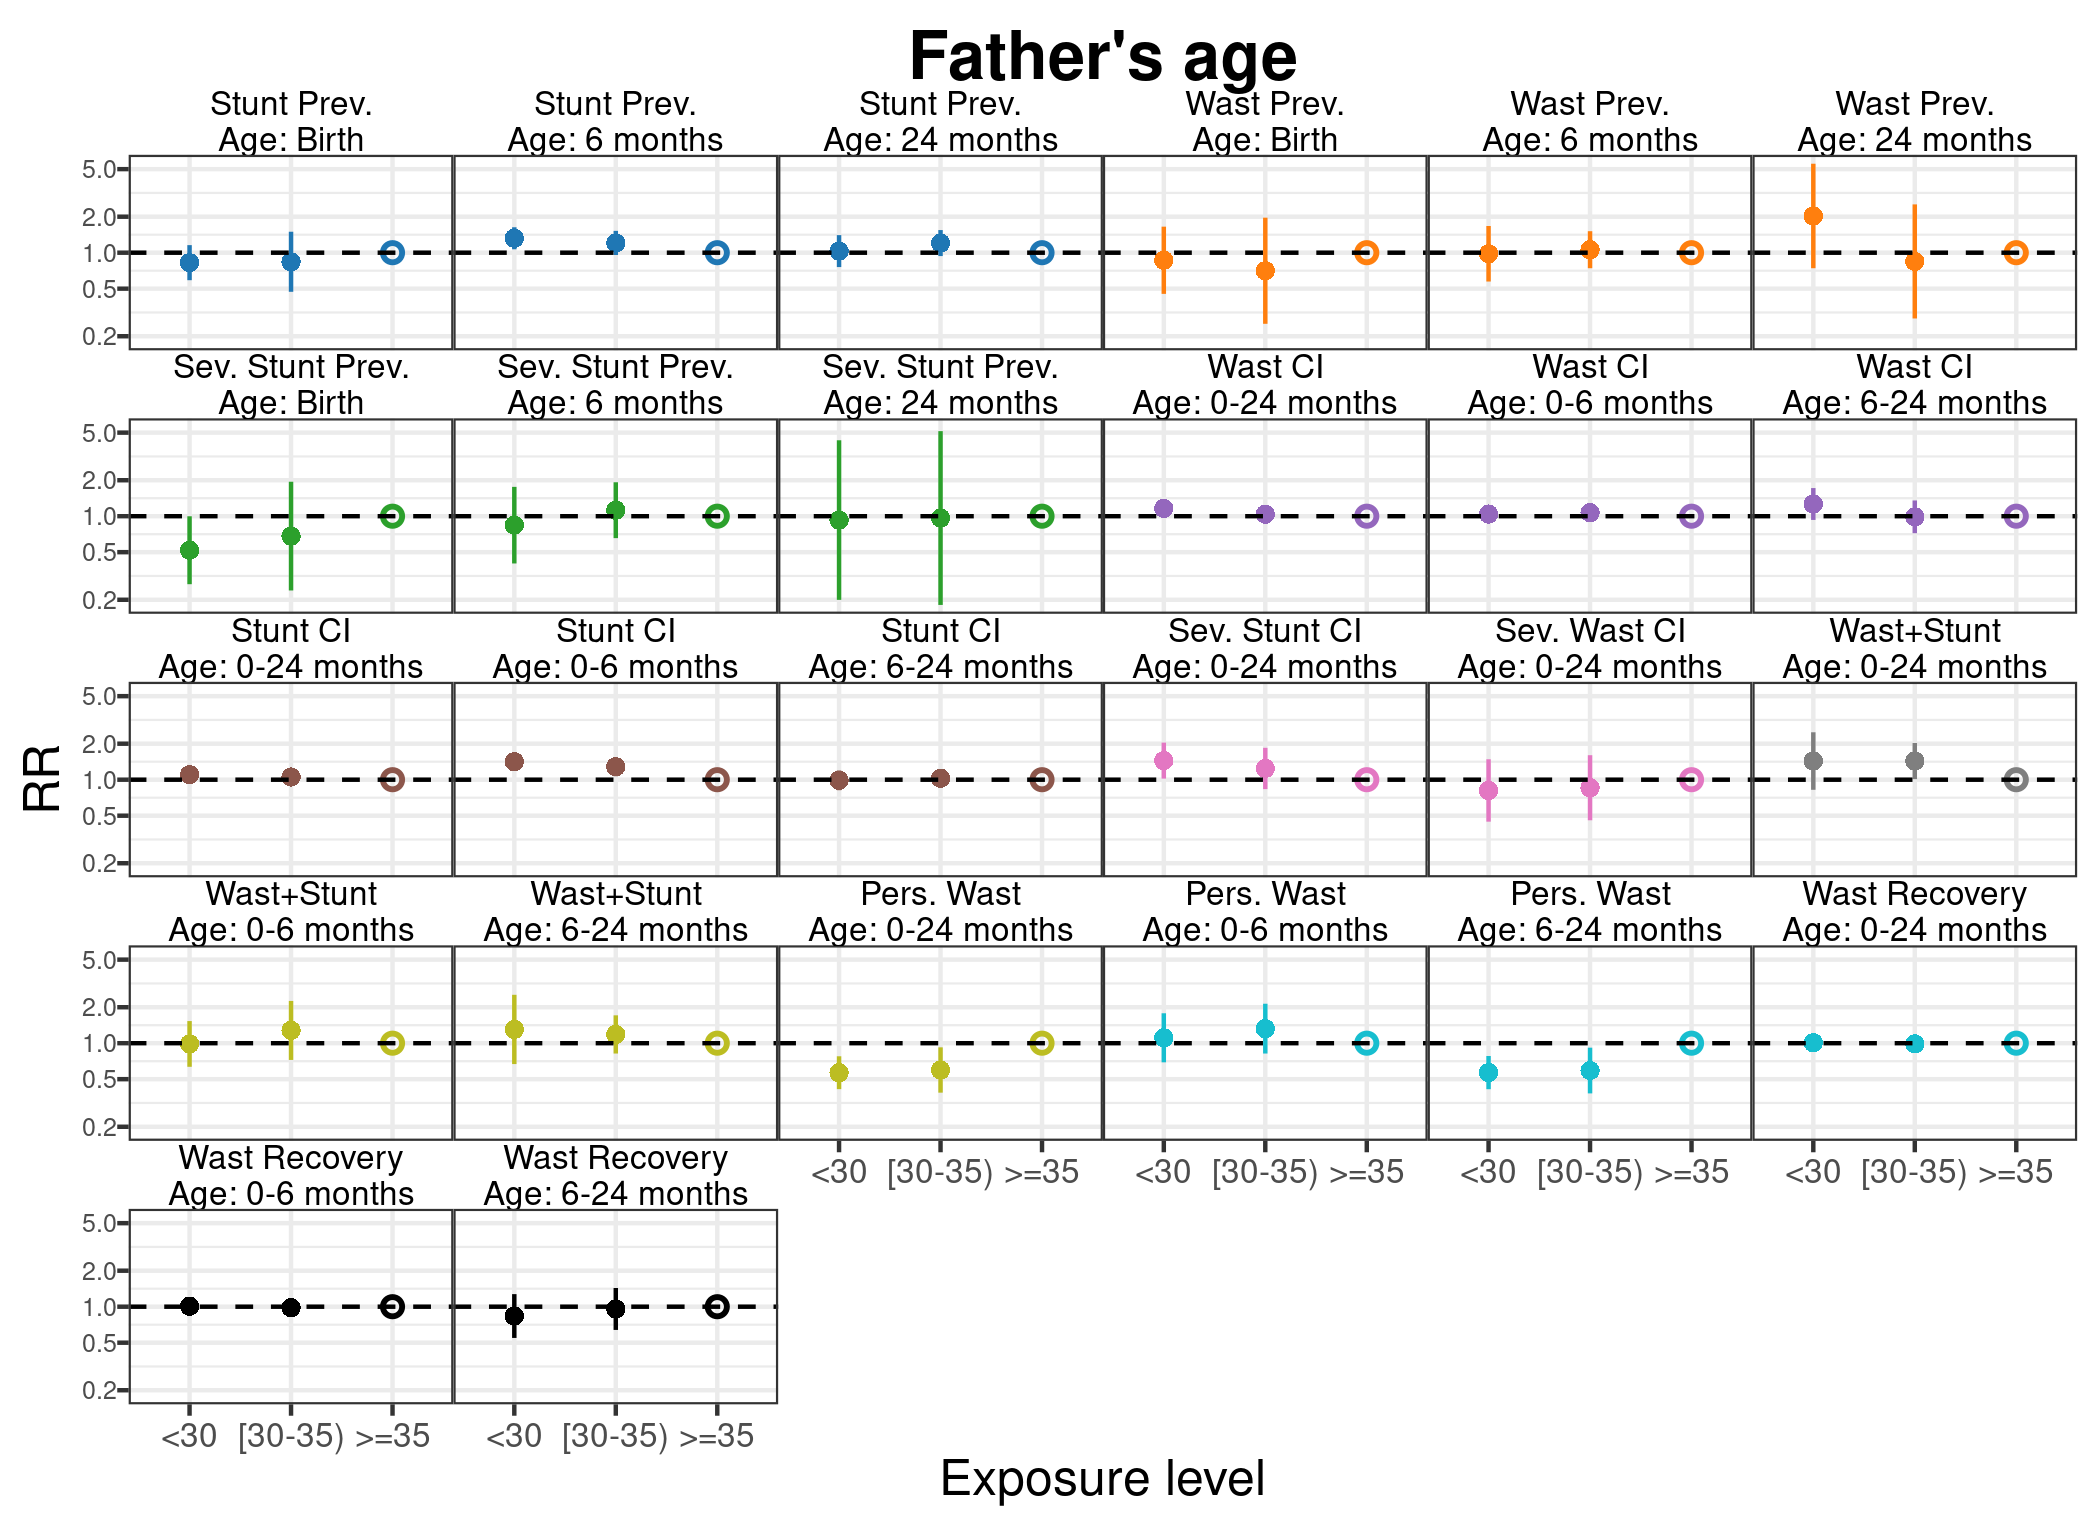 Father's age
Stunt Prev.
Age: Birth
Stunt Prev.
Age: 6 months
Stunt Prev.
Age: 24 months
Wast Prev.
Age: Birth
Wast Prev.
Age: 6 months
Wast Prev.
Age: 24 months
5.0
2.0
1.0
0.5
0.2
Sev. Stunt Prev.
Age: Birth
Sev. Stunt Prev.
Age: 6 months
Sev. Stunt Prev.
Age: 24 months
Wast CI
Age: 0-24 months
Wast CI
Age: 0-6 months
Wast CI
Age: 6-24 months
5.0
2.0
1.0
0.5
0.2
Stunt CI
Age: 0-24 months
Stunt CI
Age: 0-6 months
Stunt CI
Age: 6-24 months
Sev. Stunt CI
Age: 0-24 months
Sev. Wast CI
Age: 0-24 months
Wast+Stunt
Age: 0-24 months
5.0
2.0
1.0
0.5
0.2
RR
Wast+Stunt
Age: 0-6 months
Wast+Stunt
Age: 6-24 months
Pers. Wast
Age: 0-24 months
Pers. Wast
Age: 0-6 months
Pers. Wast
Age: 6-24 months
Wast Recovery
Age: 0-24 months
5.0
2.0
1.0
0.5
0.2
<30 [30-35) >=35
<30 [30-35) >=35
<30 [30-35) >=35
<30 [30-35) >=35
Wast Recovery
Age: 0-6 months
Wast Recovery
Age: 6-24 months
5.0
2.0
1.0
0.5
0.2
<30 [30-35) >=35
<30 [30-35) >=35
Exposure level